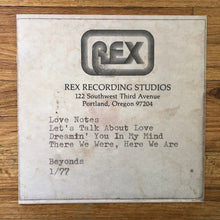 REX
REX RECORDING STUDIOS
122 Southwest Third Avenue
Portland, Oregon 97204
Love Notes
Let's Talk About Love
Dreamin' You In My Mind
There We Were, Here We Are
Beyonds
1/77